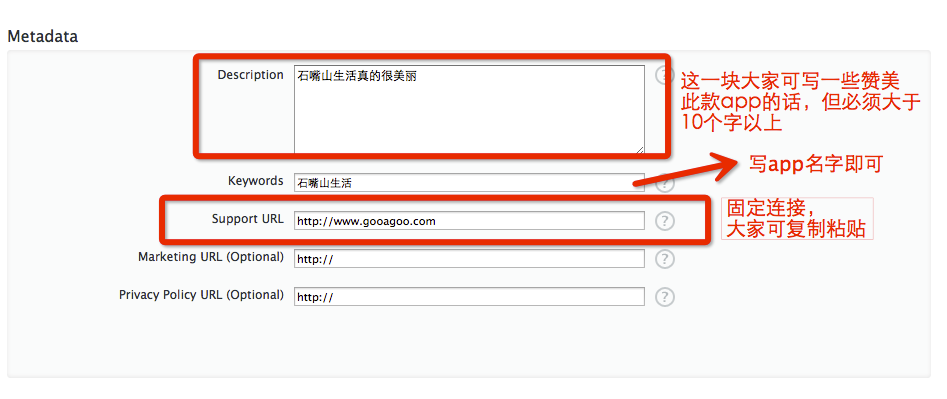 Metadata
Description
石嘴山生活真的很美丽
?
这一块大家可写一些赞美
此款app的话，但必须大于
10个字以上
Keywords
石嘴山生活
?
写app名字即可
Support URL
http://www.gooagoo.com
?
固定连接，
大家可复制粘贴
Marketing URL (Optional)
http://
?
Privacy Policy URL (Optional)
http://
?